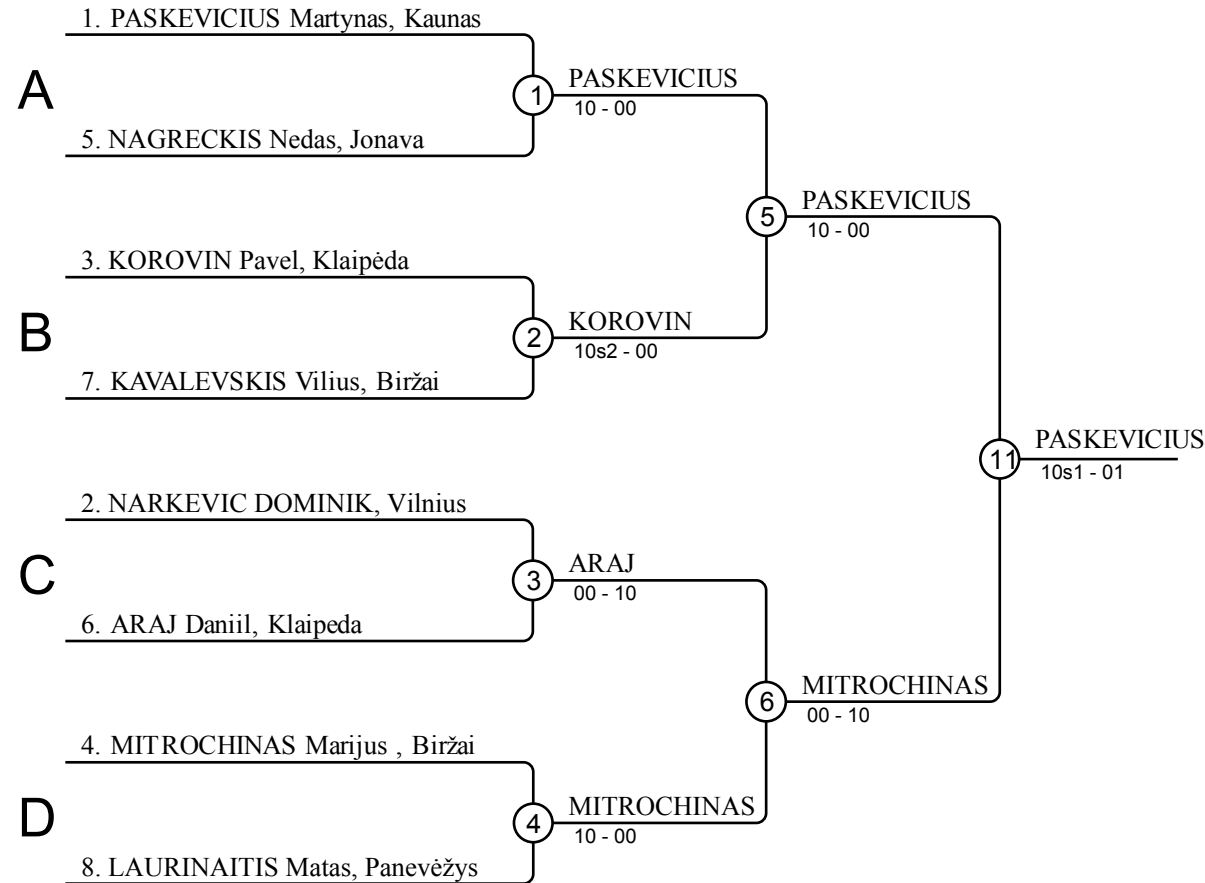 1. PASKEVICIUS Martynas, Kaunas
A
1
PASKEVICIUS
10 - 00
5. NAGRECKIS Nedas, Jonava
5
PASKEVICIUS
10 - 00
3. KOROVIN Pavel, Klaipėda
B
2
KOROVIN
10s2 - 00
7. KAVALEVSKIS Vilius, Biržai
11
PASKEVICIUS
10s1 - 01
2. NARKEVIC DOMINIK, Vilnius
C
3
ARAJ
00 - 10
6. ARAJ Daniil, Klaipeda
6
MITROCHINAS
00 - 10
4. MITROCHINAS Marijus , Biržai
D
4
MITROCHINAS
10 - 00
8. LAURINAITIS Matas, Panevėžys